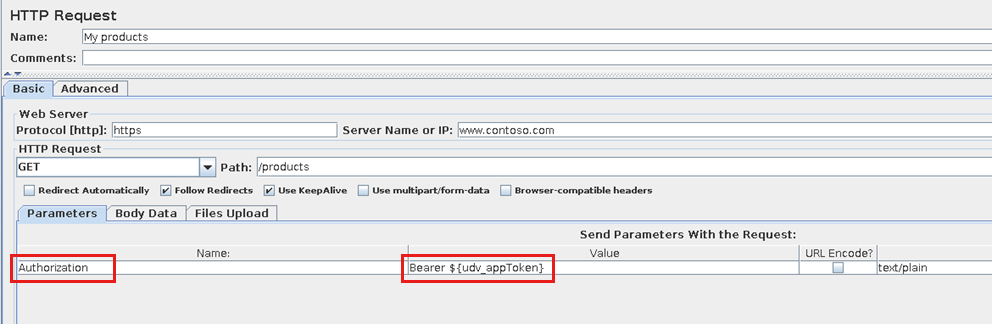 HTTP Request
Name: My products
Comments:
Basic Advanced
Web Server
Protocol [http]: https Server Name or IP: www.contoso.com
HTTP Request
GET Path: /products
Redirect Automatically Follow Redirects Use KeepAlive Use multipart/form-data Browser-compatible headers
Parameters Body Data Files Upload
Send Parameters With the Request:
Name: Value URL Encode?
Authorization Bearer ${udv_appToken} text/plain